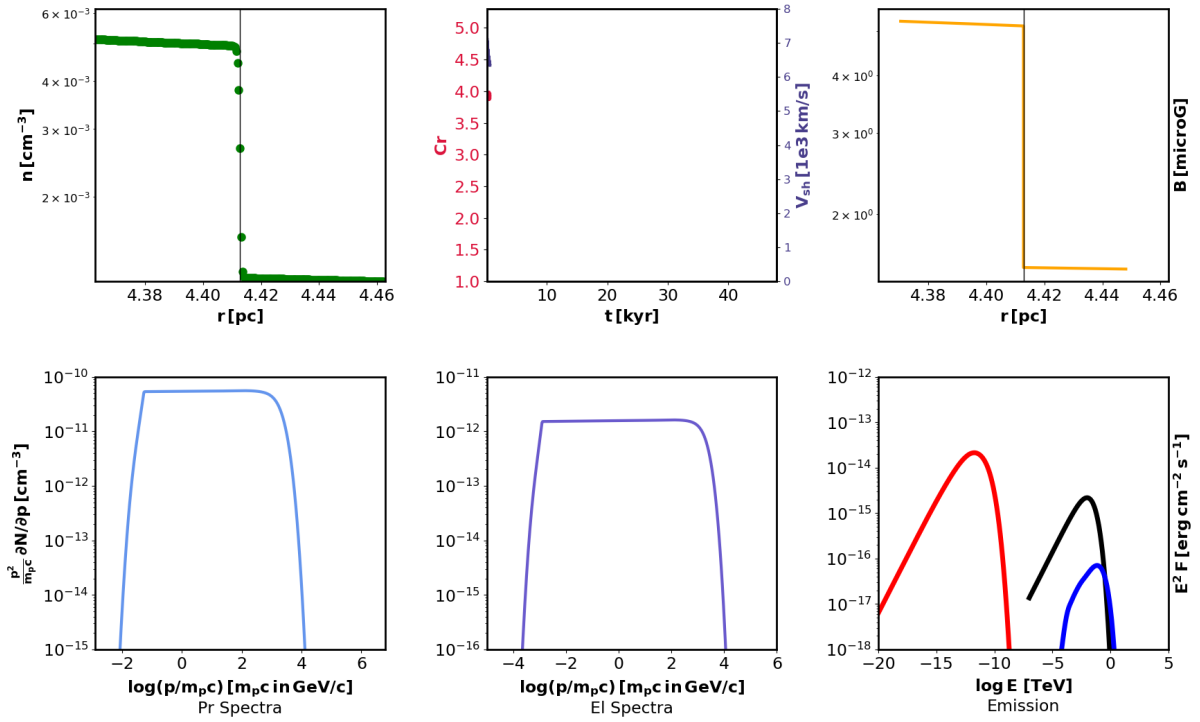 6 × 10⁻³
4 × 10⁻³
3 × 10⁻³
2 × 10⁻³
n [cm⁻³]
4.38 4.40 4.42 4.44 4.46
r [pc]
5.0
4.5
4.0
3.5
3.0
2.5
2.0
1.5
1.0
Cr
8
7
6
5
4
3
2
1
0
V_sh [1e3 km/s]
10 20 30 40
t [kyr]
4 × 10⁰
3 × 10⁰
2 × 10⁰
B [microG]
4.38 4.40 4.42 4.44 4.46
r [pc]
10⁻¹⁰
10⁻¹¹
10⁻¹²
10⁻¹³
10⁻¹⁴
10⁻¹⁵
p²/m_pc ∂N/∂p [cm⁻³]
−2 0 2 4 6
log(p/m_pc) [m_pc in GeV/c]
Pr Spectra
10⁻¹¹
10⁻¹²
10⁻¹³
10⁻¹⁴
10⁻¹⁵
10⁻¹⁶
−4 −2 0 2 4 6
log(p/m_pc) [m_pc in GeV/c]
El Spectra
10⁻¹²
10⁻¹³
10⁻¹⁴
10⁻¹⁵
10⁻¹⁶
10⁻¹⁷
10⁻¹⁸
E² F [erg cm⁻² s⁻¹]
−20 −15 −10 −5 0 5
log E [TeV]
Emission